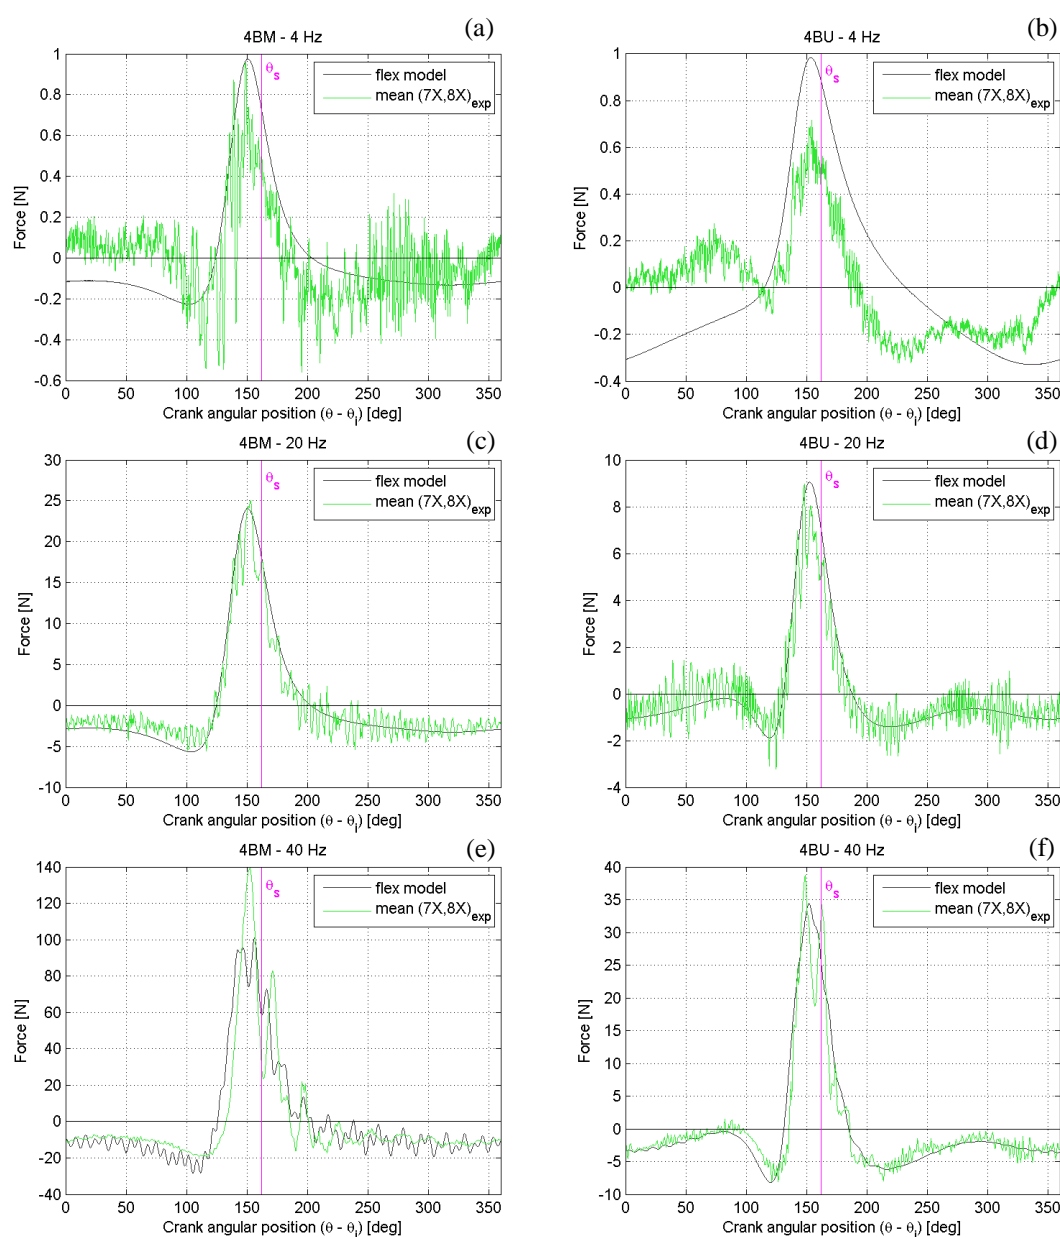 (a)
4BM - 4 Hz
1
0.8
0.6
0.4
0.2
0
-0.2
-0.4
-0.6
Force [N]
θs
flex model
mean (7X,8X)exp
0 50 100 150 200 250 300 350
Crank angular position (θ - θi) [deg]
(b)
4BU - 4 Hz
1
0.8
0.6
0.4
0.2
0
-0.2
-0.4
Force [N]
θs
flex model
mean (7X,8X)exp
0 50 100 150 200 250 300 350
Crank angular position (θ - θi) [deg]
(c)
4BM - 20 Hz
30
25
20
15
10
5
0
-5
-10
Force [N]
θs
flex model
mean (7X,8X)exp
0 50 100 150 200 250 300 350
Crank angular position (θ - θi) [deg]
(d)
4BU - 20 Hz
10
8
6
4
2
0
-2
-4
Force [N]
θs
flex model
mean (7X,8X)exp
0 50 100 150 200 250 300 350
Crank angular position (θ - θi) [deg]
(e)
4BM - 40 Hz
140
120
100
80
60
40
20
0
-20
-40
Force [N]
θs
flex model
mean (7X,8X)exp
0 50 100 150 200 250 300 350
Crank angular position (θ - θi) [deg]
(f)
4BU - 40 Hz
40
35
30
25
20
15
10
5
0
-5
-10
Force [N]
θs
flex model
mean (7X,8X)exp
0 50 100 150 200 250 300 350
Crank angular position (θ - θi) [deg]